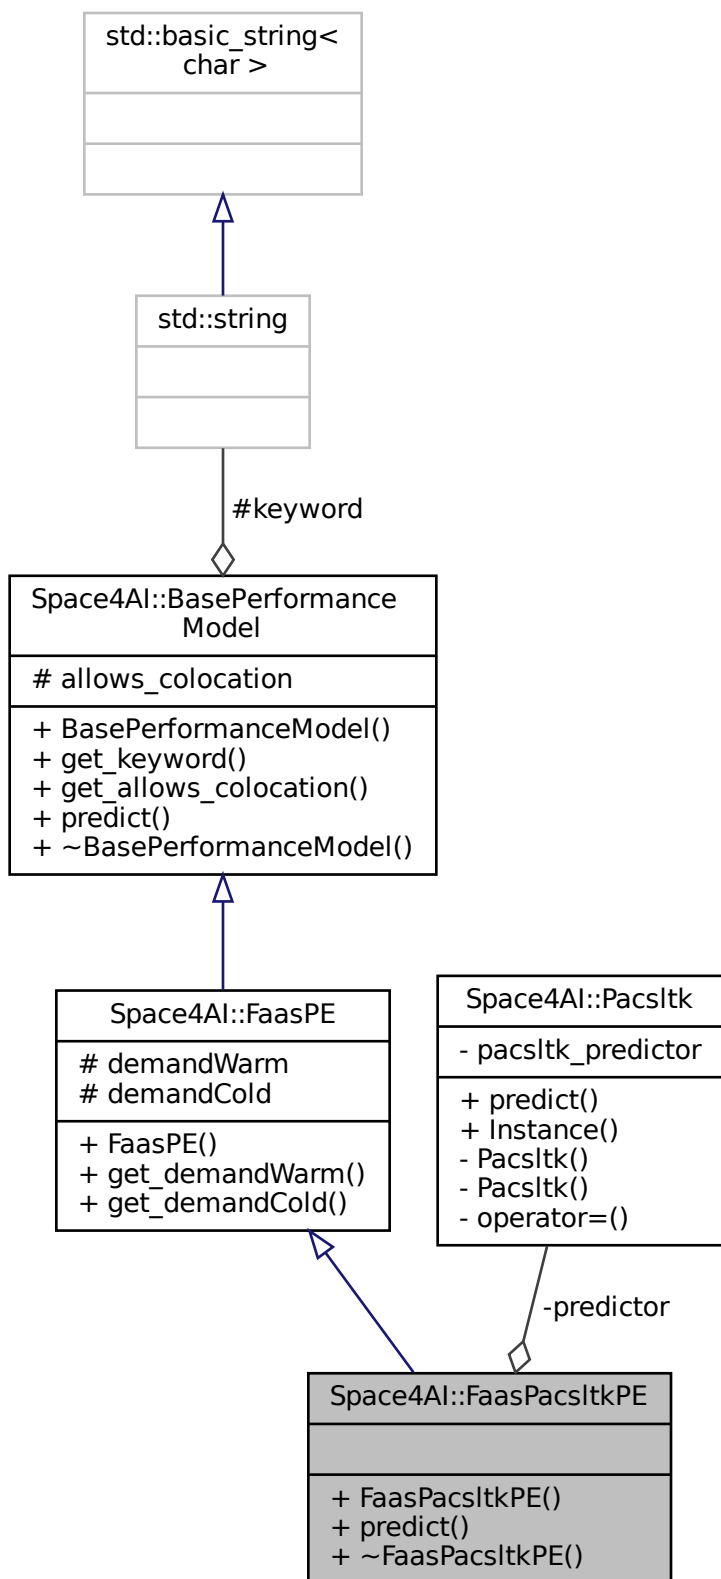 std::basic_string<
char >
std::string
#keyword
Space4AI::BasePerformance
Model
# allows_colocation
+ BasePerformanceModel()
+ get_keyword()
+ get_allows_colocation()
+ predict()
+ ~BasePerformanceModel()
Space4AI::FaasPE
# demandWarm
# demandCold
+ FaasPE()
+ get_demandWarm()
+ get_demandCold()
Space4AI::Pacsltk
- pacsltk_predictor
+ predict()
+ Instance()
- Pacsltk()
- Pacsltk()
- operator=()
-predictor
Space4AI::FaasPacsltkPE
+ FaasPacsltkPE()
+ predict()
+ ~FaasPacsltkPE()